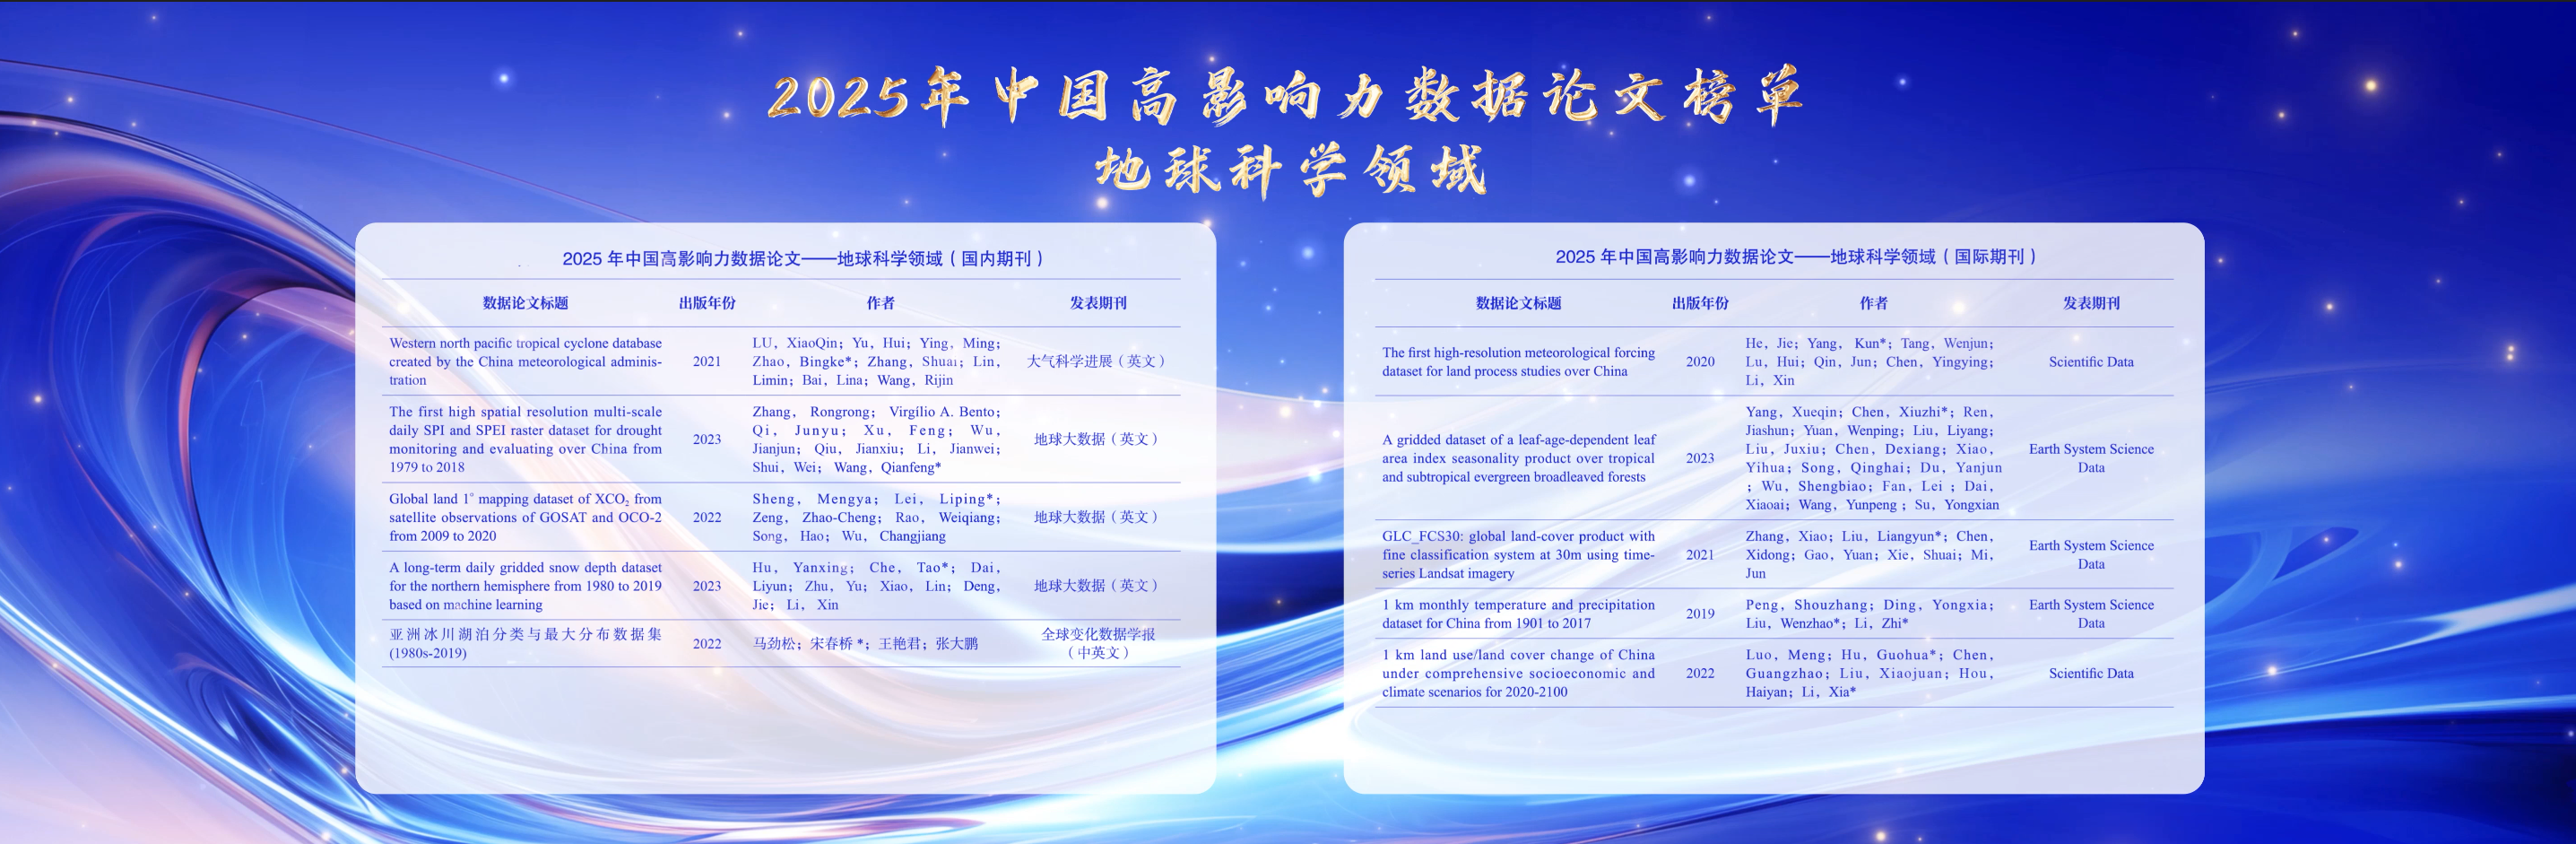 2025年中国高影响力数据论文榜单
地球科学领域
2025 年中国高影响力数据论文——地球科学领域（国内期刊）
数据论文标题 出版年份 作者 发表期刊
Western north pacific tropical cyclone database
created by the China meteorological adminis-
tration
2021
LU, XiaoQin; Yu, Hui; Ying, Ming;
Zhao, Bingke*; Zhang, Shuai; Lin,
Limin; Bai, Lina; Wang, Rijin
大气科学进展（英文）
The first high spatial resolution multi-scale
daily SPI and SPEI raster dataset for drought
monitoring and evaluating over China from
1979 to 2018
2023
Zhang, Rongrong; Virgílio A. Bento;
Qi, Junyu; Xu, Feng; Wu,
Jianjun; Qiu, Jianxiu; Li, Jianwei;
Shui, Wei; Wang, Qianfeng*
地球大数据（英文）
Global land 1° mapping dataset of XCO₂ from
satellite observations of GOSAT and OCO-2
from 2009 to 2020
2022
Sheng, Mengya; Lei, Liping*;
Zeng, Zhao-Cheng; Rao, Weiqiang;
Song, Hao; Wu, Changjiang
地球大数据（英文）
A long-term daily gridded snow depth dataset
for the northern hemisphere from 1980 to 2019
based on machine learning
2023
Hu, Yanxing; Che, Tao*; Dai,
Liyun; Zhu, Yu; Xiao, Lin; Deng,
Jie; Li, Xin
地球大数据（英文）
亚洲冰川湖泊分类与最大分布数据集
(1980s-2019)
2022
马劲松；宋春桥 *；王艳君；张大鹏
全球变化数据学报
（中英文）
2025 年中国高影响力数据论文——地球科学领域（国际期刊）
数据论文标题 出版年份 作者 发表期刊
The first high-resolution meteorological forcing
dataset for land process studies over China
2020
He, Jie; Yang, Kun*; Tang, Wenjun;
Lu, Hui; Qin, Jun; Chen, Yingying;
Li, Xin
Scientific Data
A gridded dataset of a leaf-age-dependent leaf
area index seasonality product over tropical
and subtropical evergreen broadleaved forests
2023
Yang, Xueqin; Chen, Xiuzhi*; Ren,
Jiashun; Yuan, Wenping; Liu, Liyang;
Liu, Juxiu; Chen, Dexiang; Xiao,
Yihua; Song, Qinghai; Du, Yanjun
; Wu, Shengbiao; Fan, Lei ; Dai,
Xiaoai; Wang, Yunpeng ; Su, Yongxian
Earth System Science
Data
GLC_FCS30: global land-cover product with
fine classification system at 30m using time-
series Landsat imagery
2021
Zhang, Xiao; Liu, Liangyun*; Chen,
Xidong; Gao, Yuan; Xie, Shuai; Mi,
Jun
Earth System Science
Data
1 km monthly temperature and precipitation
dataset for China from 1901 to 2017
2019
Peng, Shouzhang; Ding, Yongxia;
Liu, Wenzhao*; Li, Zhi*
Earth System Science
Data
1 km land use/land cover change of China
under comprehensive socioeconomic and
climate scenarios for 2020-2100
2022
Luo, Meng; Hu, Guohua*; Chen,
Guangzhao; Liu, Xiaojuan; Hou,
Haiyan; Li, Xia*
Scientific Data